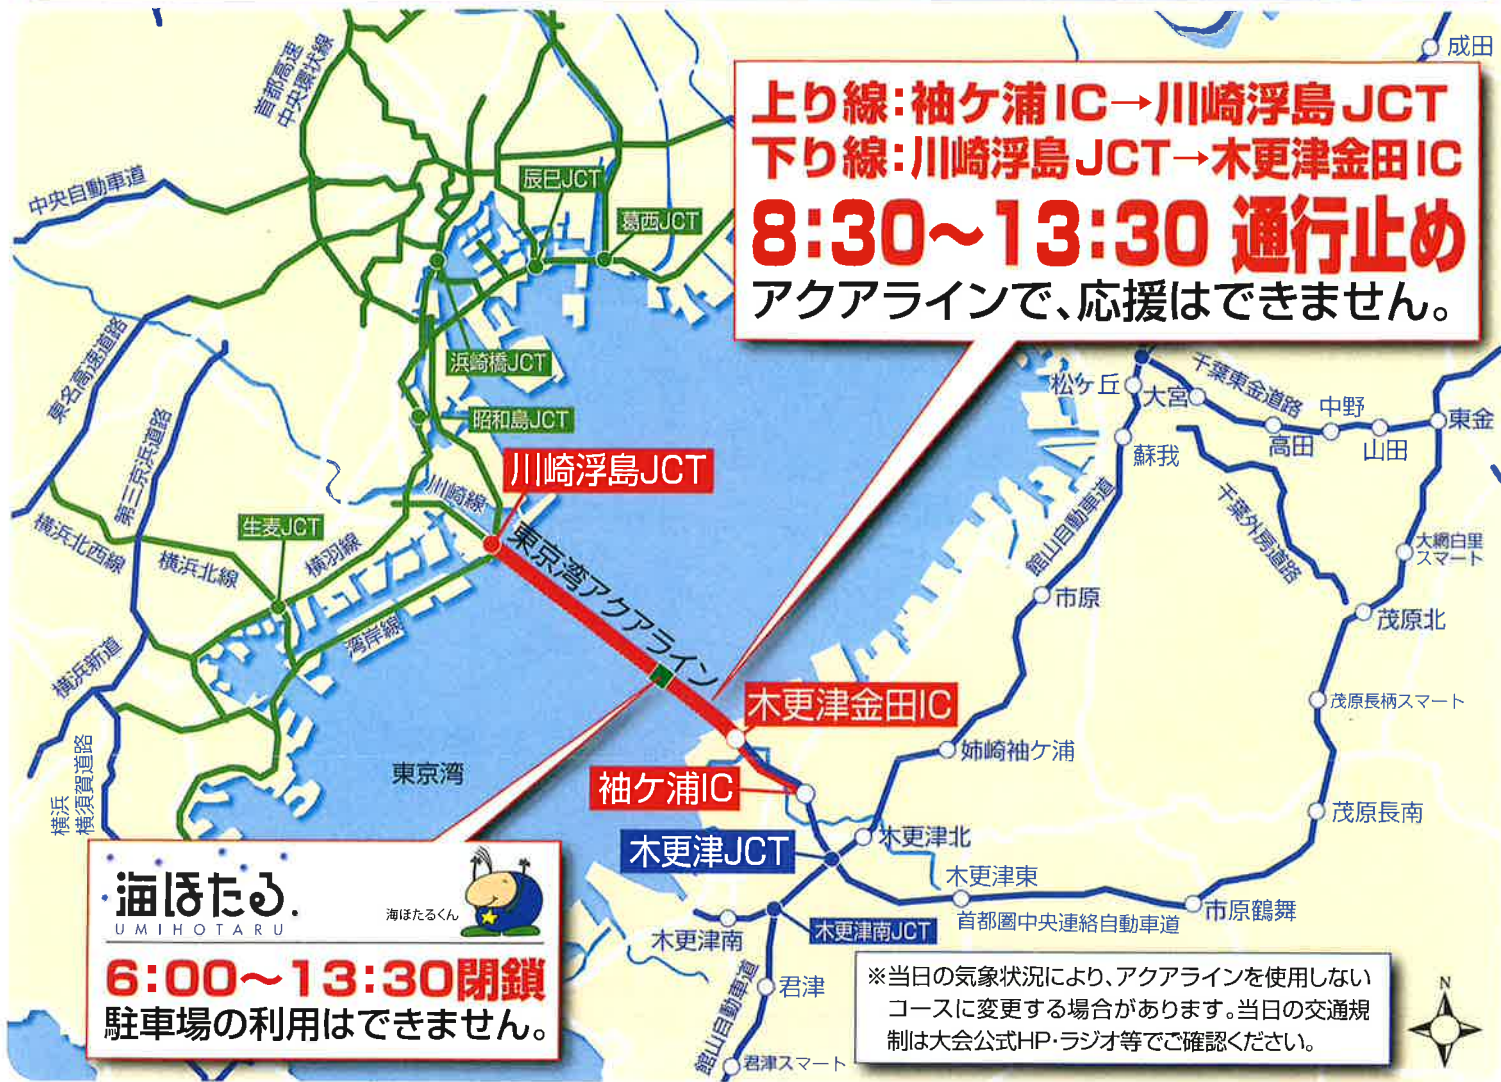 成田
上り線:袖ケ浦IC→川崎浮島JCT
下り線:川崎浮島JCT→木更津金田IC
8:30~13:30 通行止め
アクアラインで、応援はできません。
首都高速
中央環状線
中央自動車道
辰巳JCT
葛西JCT
東名高速道路
第三京浜道路
浜崎橋JCT
昭和島JCT
川崎浮島JCT
川崎線
生麦JCT
横浜北西線
横浜北線
横羽線
湾岸線
横浜新道
横浜
横須賀道路
東京湾アクアライン
東京湾
松ケ丘
大宮
千葉東金道路
高田
中野
山田
東金
蘇我
館山自動車道
千葉外房道路
大網白里
スマート
市原
茂原北
茂原長柄スマート
木更津金田IC
姉崎袖ケ浦
袖ケ浦IC
茂原長南
木更津JCT
木更津北
木更津東
首都圏中央連絡自動車道
市原鶴舞
木更津南
木更津南JCT
館山自動車道
君津
君津スマート
海ほたる.
UMIHOTARU
海ほたるくん
6:00~13:30閉鎖
駐車場の利用はできません。
※当日の気象状況により、アクアラインを使用しない
コースに変更する場合があります。当日の交通規
制は大会公式HP・ラジオ等でご確認ください。
N